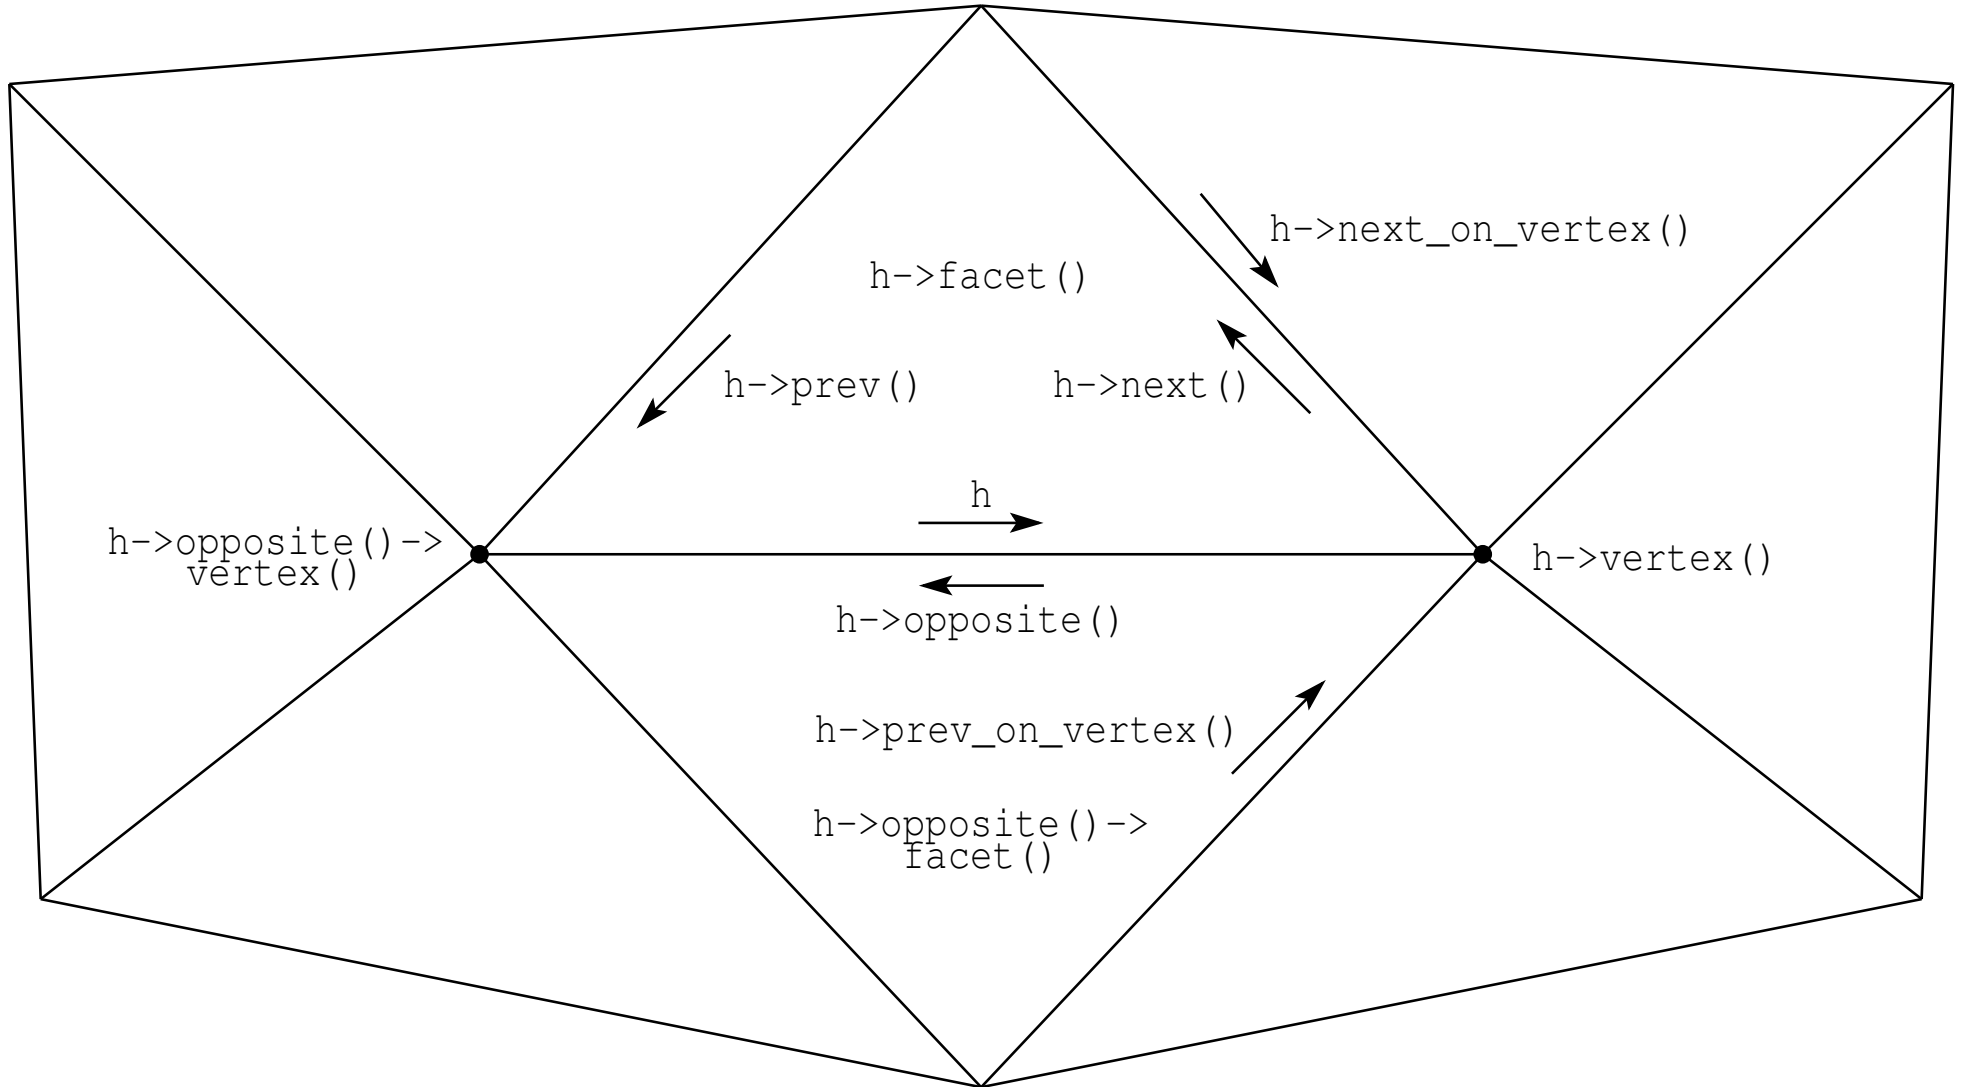 h->next_on_vertex()
h->facet()
h->prev()
h->next()
h
h->opposite()->
vertex()
h->vertex()
h->opposite()
h->prev_on_vertex()
h->opposite()->
facet()